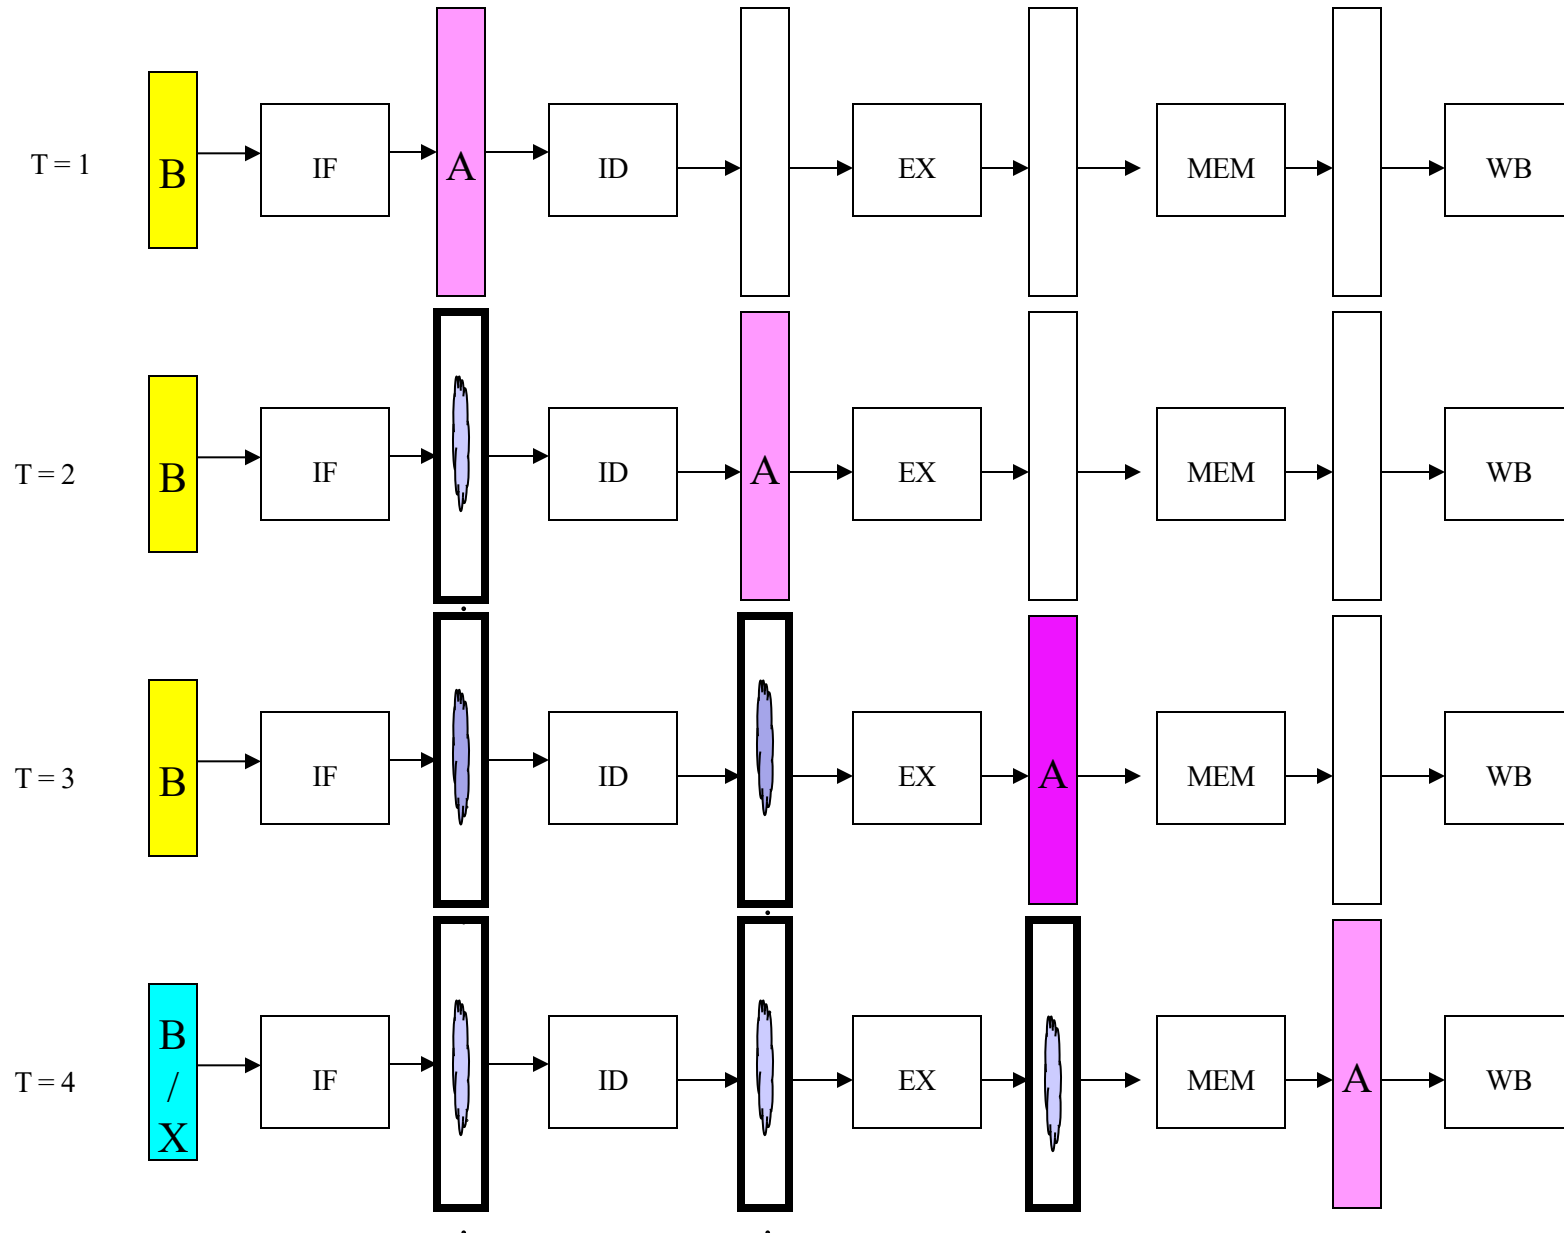 T = 1 B IF A ID EX MEM WB
T = 2 B IF ID A EX MEM WB
T = 3 B IF ID EX A MEM WB
T = 4 B / X IF ID EX MEM A WB